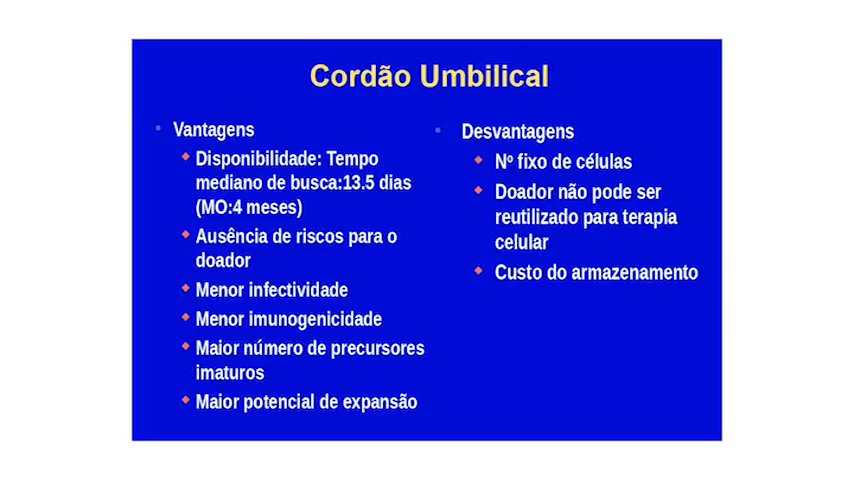 Cordão Umbilical
Vantagens
Disponibilidade: Tempo
mediano de busca:13.5 dias
(MO:4 meses)
Ausência de riscos para o
doador
Menor infectividade
Menor imunogenicidade
Maior número de precursores
imaturos
Maior potencial de expansão
Desvantagens
Nº fixo de células
Doador não pode ser
reutilizado para terapia
celular
Custo do armazenamento